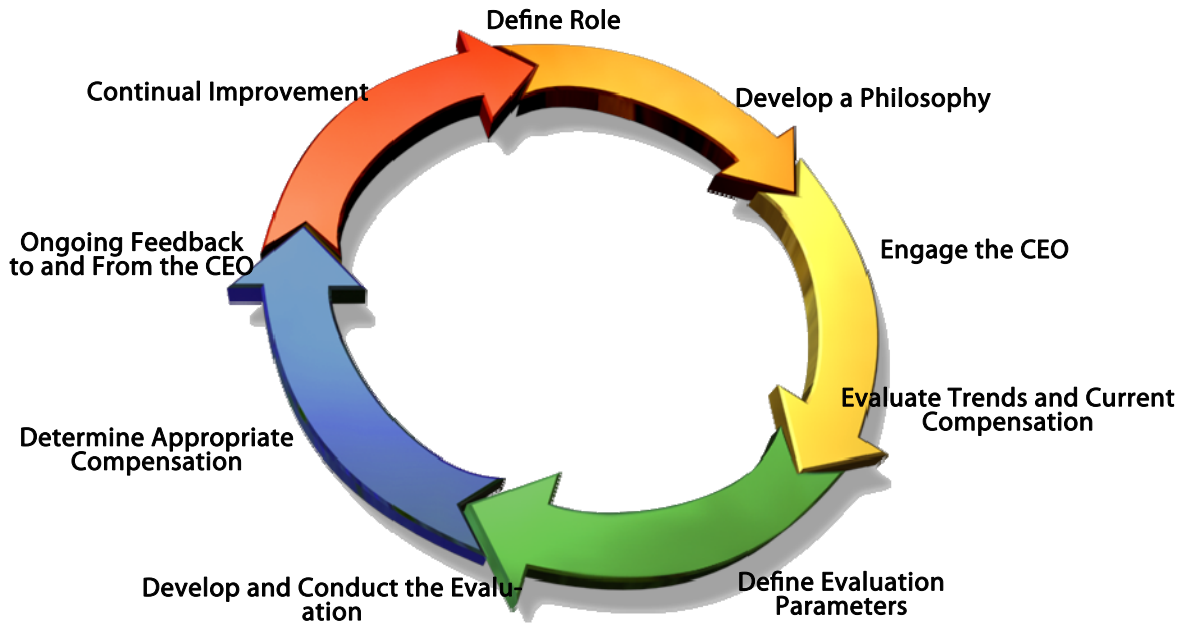 Define Role
Continual Improvement
Develop a Philosophy
Ongoing Feedback
to and From the CEO
Engage the CEO
Evaluate Trends and Current
Compensation
Determine Appropriate
Compensation
Develop and Conduct the Evalu-
ation
Define Evaluation
Parameters